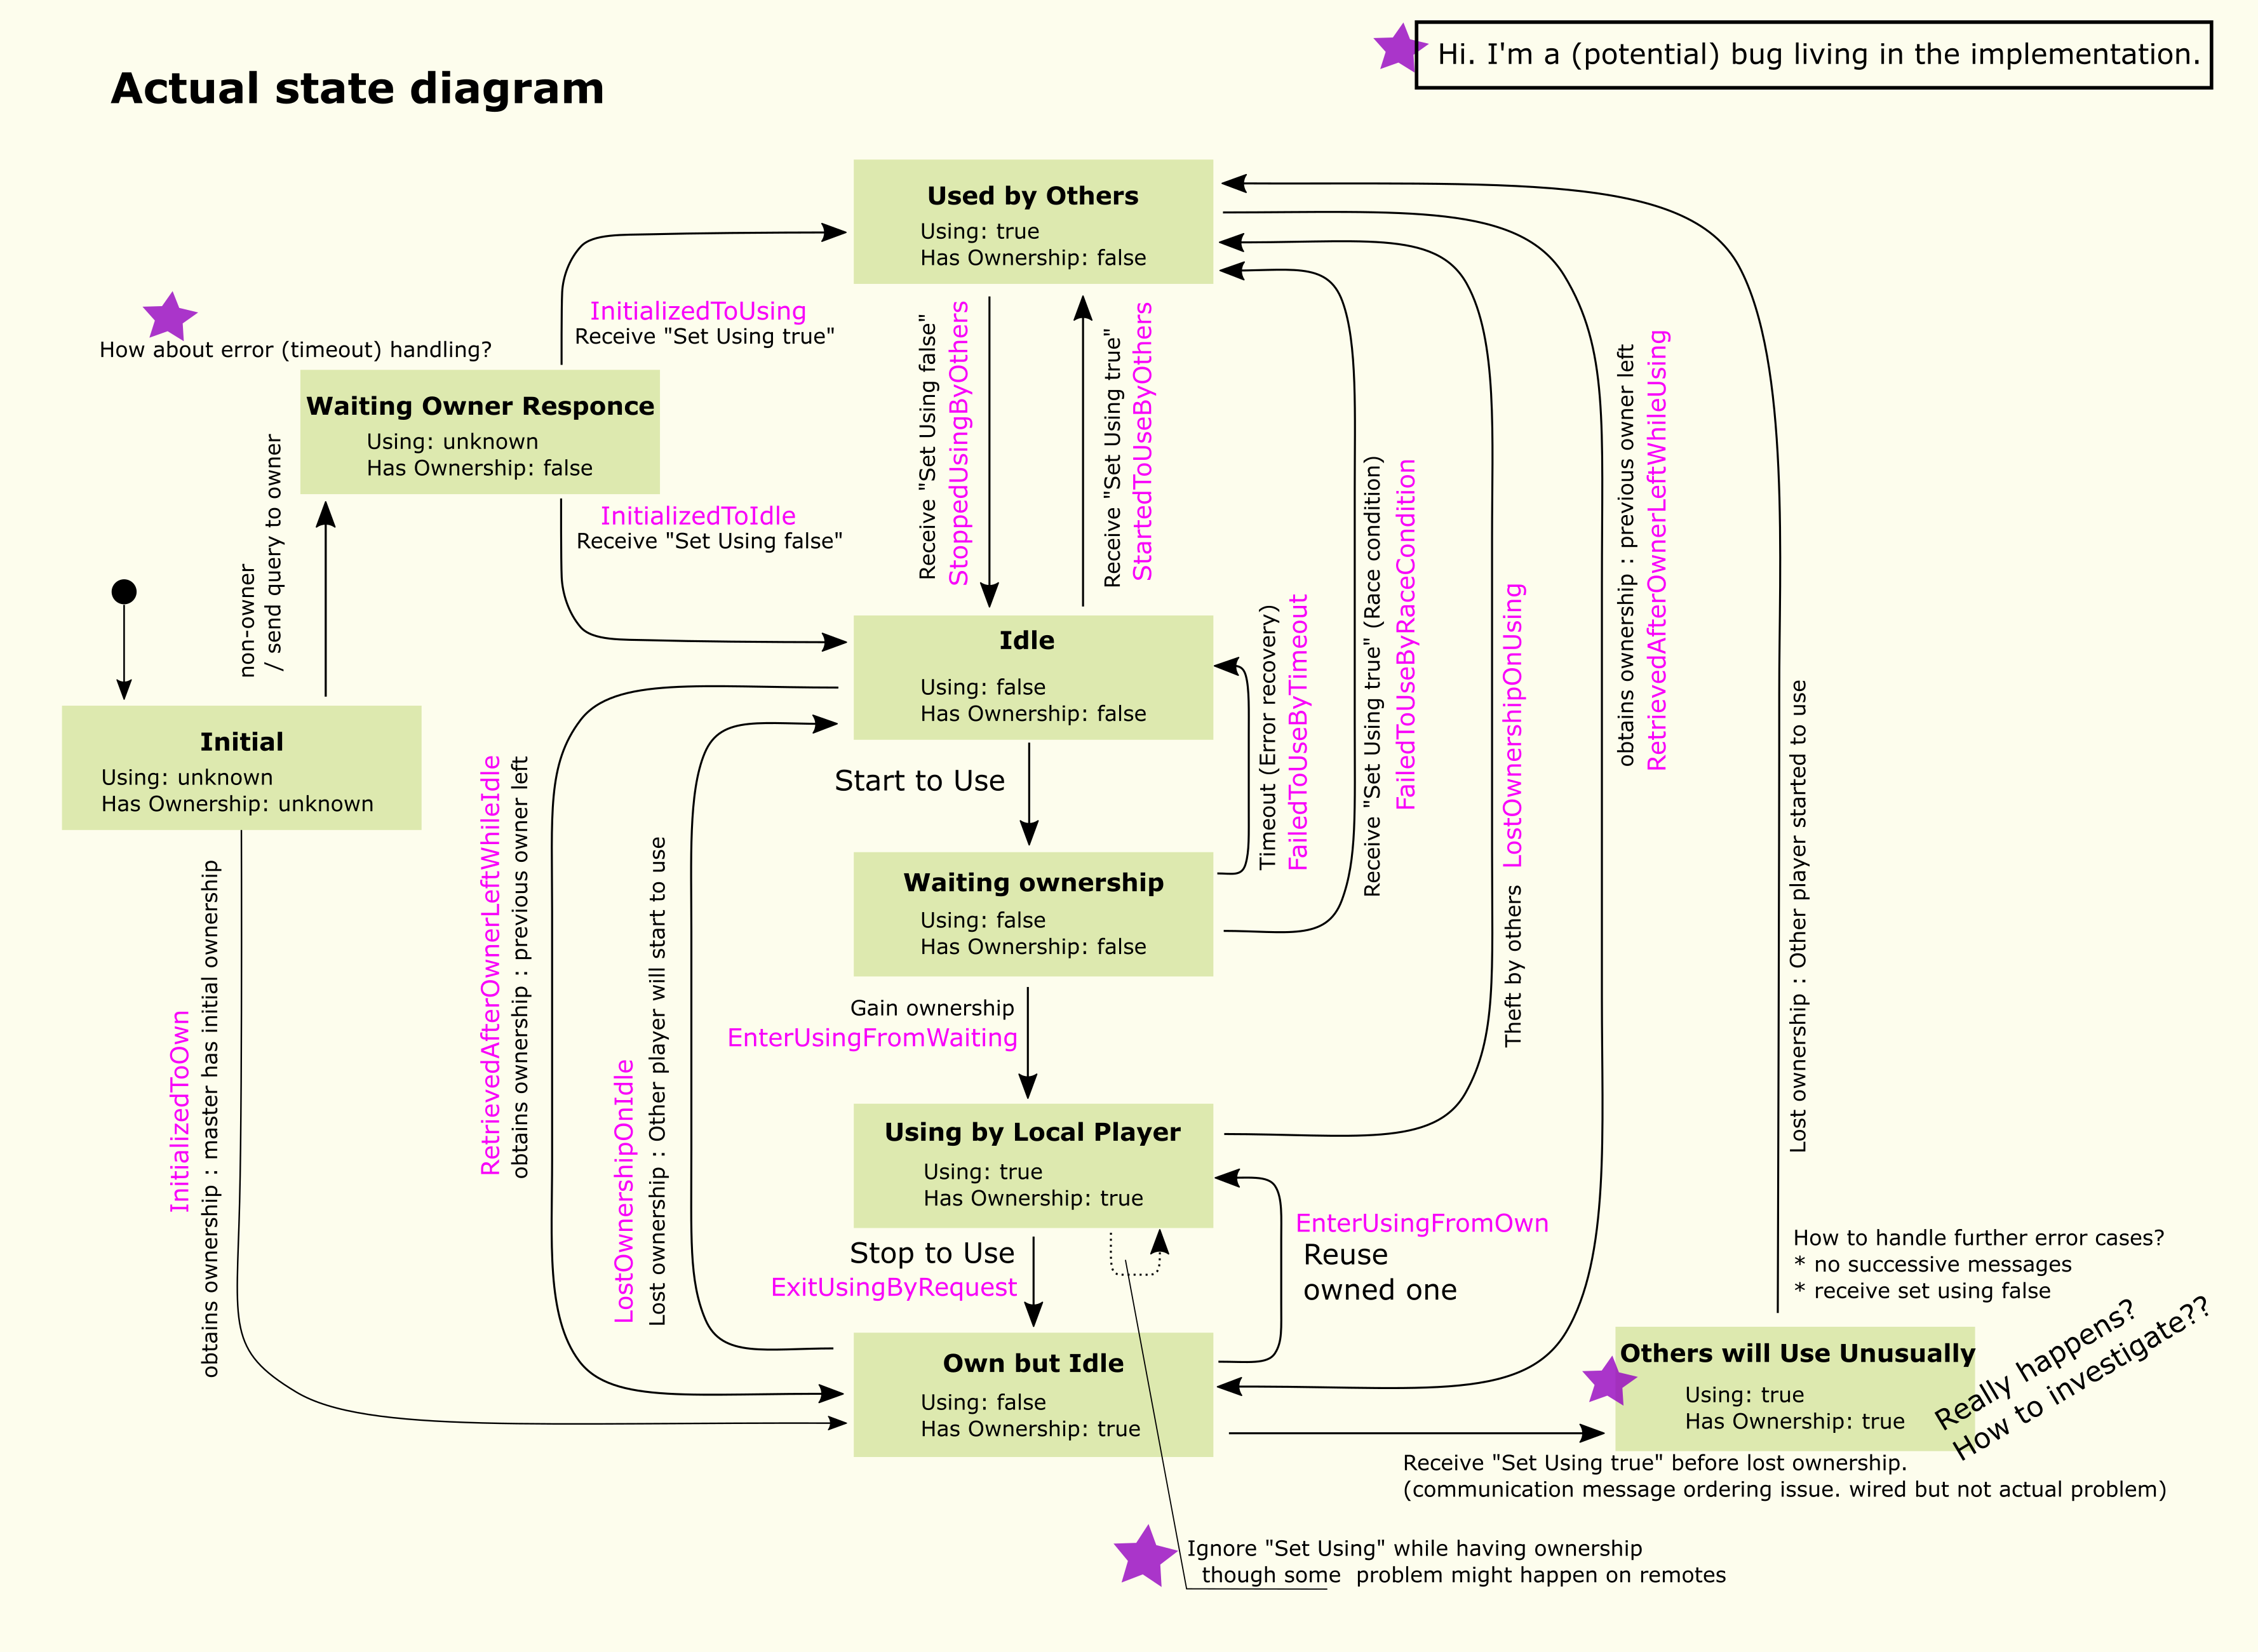 Actual state diagram
Hi. I'm a (potential) bug living in the implementation.
Used by Others
Using: true
Has Ownership: false
InitializedToUsing
Receive "Set Using true"
How about error (timeout) handling?
Waiting Owner Responce
Using: unknown
Has Ownership: false
InitializedToIdle
Receive "Set Using false"
non-owner
/ send query to owner
Receive "Set Using false"
StoppedUsingByOthers
Receive "Set Using true"
StartedToUseByOthers
Initial
Using: unknown
Has Ownership: unknown
Idle
Using: false
Has Ownership: false
Start to Use
Timeout (Error recovery)
FailedToUseByTimeout
Receive "Set Using true" (Race condition)
FailedToUseByRaceCondition
Theft by others LostOwnershipOnUsing
obtains ownership : previous owner left
RetrievedAfterOwnerLeftWhileUsing
Lost ownership : Other player started to use
Waiting ownership
Using: false
Has Ownership: false
Gain ownership
EnterUsingFromWaiting
InitializedToOwn
obtains ownership : master has initial ownership
RetrievedAfterOwnerLeftWhileIdle
obtains ownership : previous owner left
LostOwnershipOnIdle
Lost ownership : Other player will start to use
Using by Local Player
Using: true
Has Ownership: true
Stop to Use
ExitUsingByRequest
EnterUsingFromOwn
Reuse
owned one
How to handle further error cases?
* no successive messages
* receive set using false
Own but Idle
Using: false
Has Ownership: true
Others will Use Unusually
Using: true
Has Ownership: true
Really happens?
How to investigate??
Receive "Set Using true" before lost ownership.
(communication message ordering issue. wired but not actual problem)
Ignore "Set Using" while having ownership
though some problem might happen on remotes